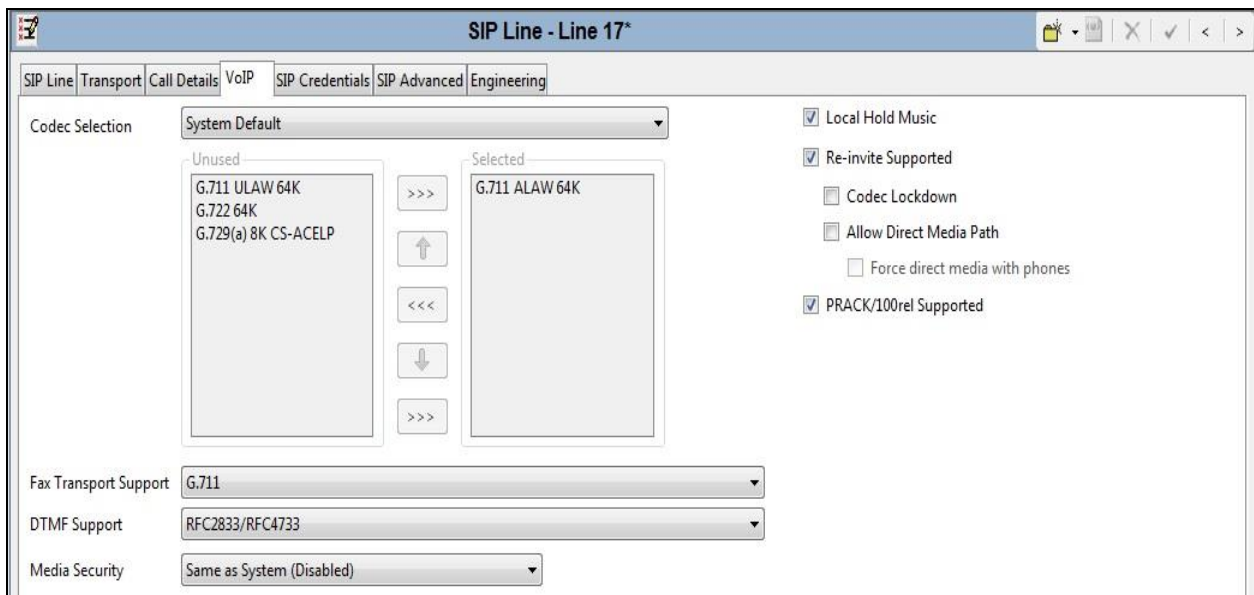 SIP Line - Line 17*
SIP Line Transport Call Details VoIP SIP Credentials SIP Advanced Engineering
Codec Selection
System Default
Unused
G.711 ULAW 64K
G.722 64K
G.729(a) 8K CS-ACELP
>>>
<<<
>>>
Selected
G.711 ALAW 64K
Local Hold Music
Re-invite Supported
Codec Lockdown
Allow Direct Media Path
Force direct media with phones
PRACK/100rel Supported
Fax Transport Support G.711
DTMF Support RFC2833/RFC4733
Media Security Same as System (Disabled)